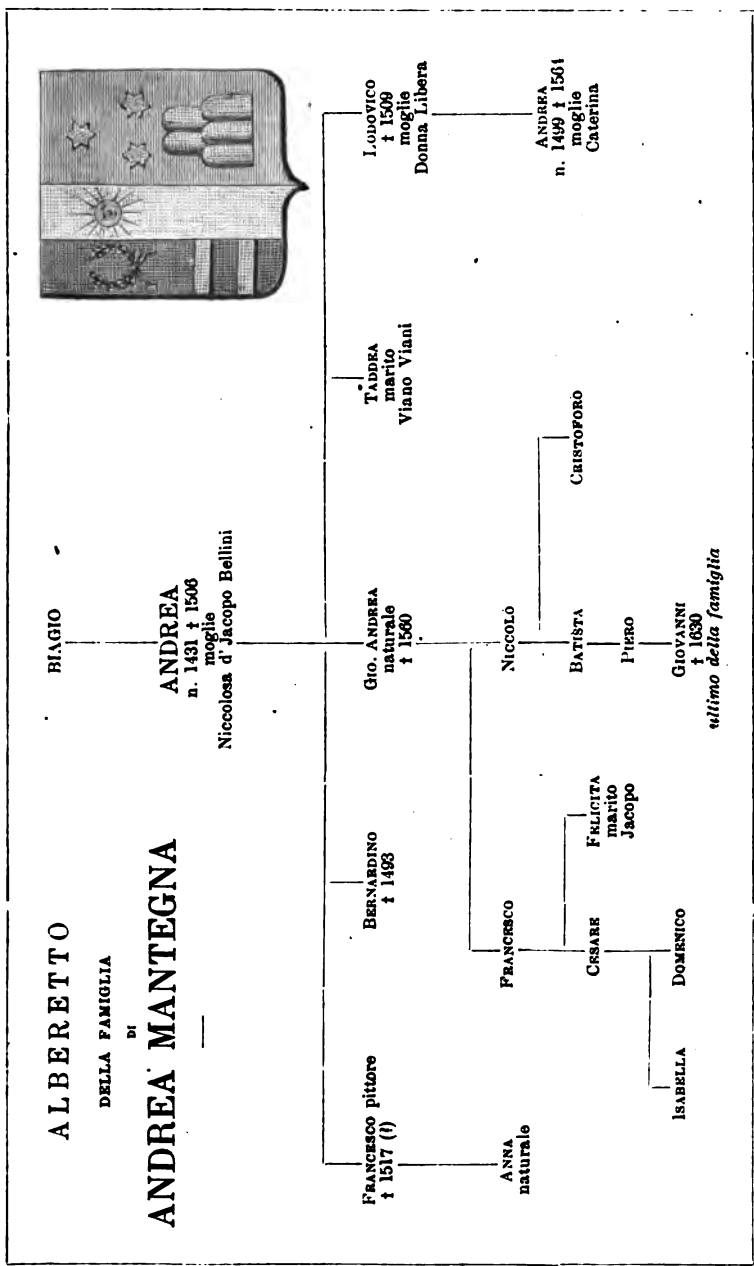 ALBERETTO
DELLA FAMIGLIA
DI
ANDREA MANTEGNA
BIAGIO
ANDREA
n. 1431 † 1506
moglie
Niccolosa d' Jacopo Bellini
FRANCESCO pittore
† 1517 (?)
BERNARDINO
† 1493
GIO. ANDREA
naturale
† 1560
TADDEA
marito
Viano Viani
LODOVICO
† 1509
moglie
Donna Libera
ANNA
naturale
FRANCESCO
NICCOLÒ
ANDREA
n. 1499 † 1564
moglie
Caterina
CESARE
FELICITA
marito
Jacopo
BATISTA
CRISTOFORO
ISABELLA
DOMENICO
PIERO
GIOVANNI
† 1630
ultimo della famiglia